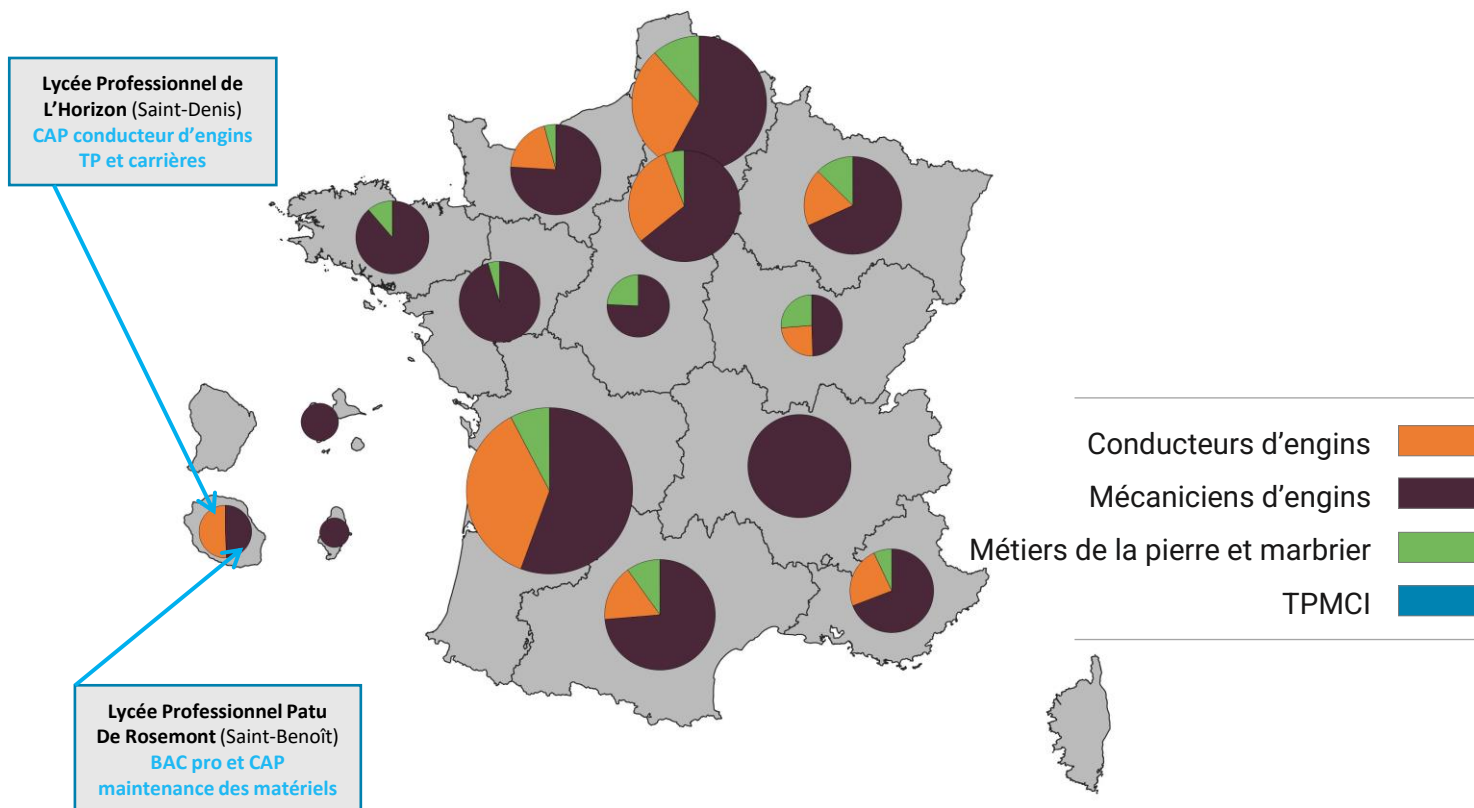 Lycée Professionnel de
L'Horizon (Saint-Denis)
CAP conducteur d'engins
TP et carrières
Conducteurs d'engins
Mécaniciens d'engins
Métiers de la pierre et marbrier
TPMCI
Lycée Professionnel Patu
De Rosemont (Saint-Benoît)
BAC pro et CAP
maintenance des matériels